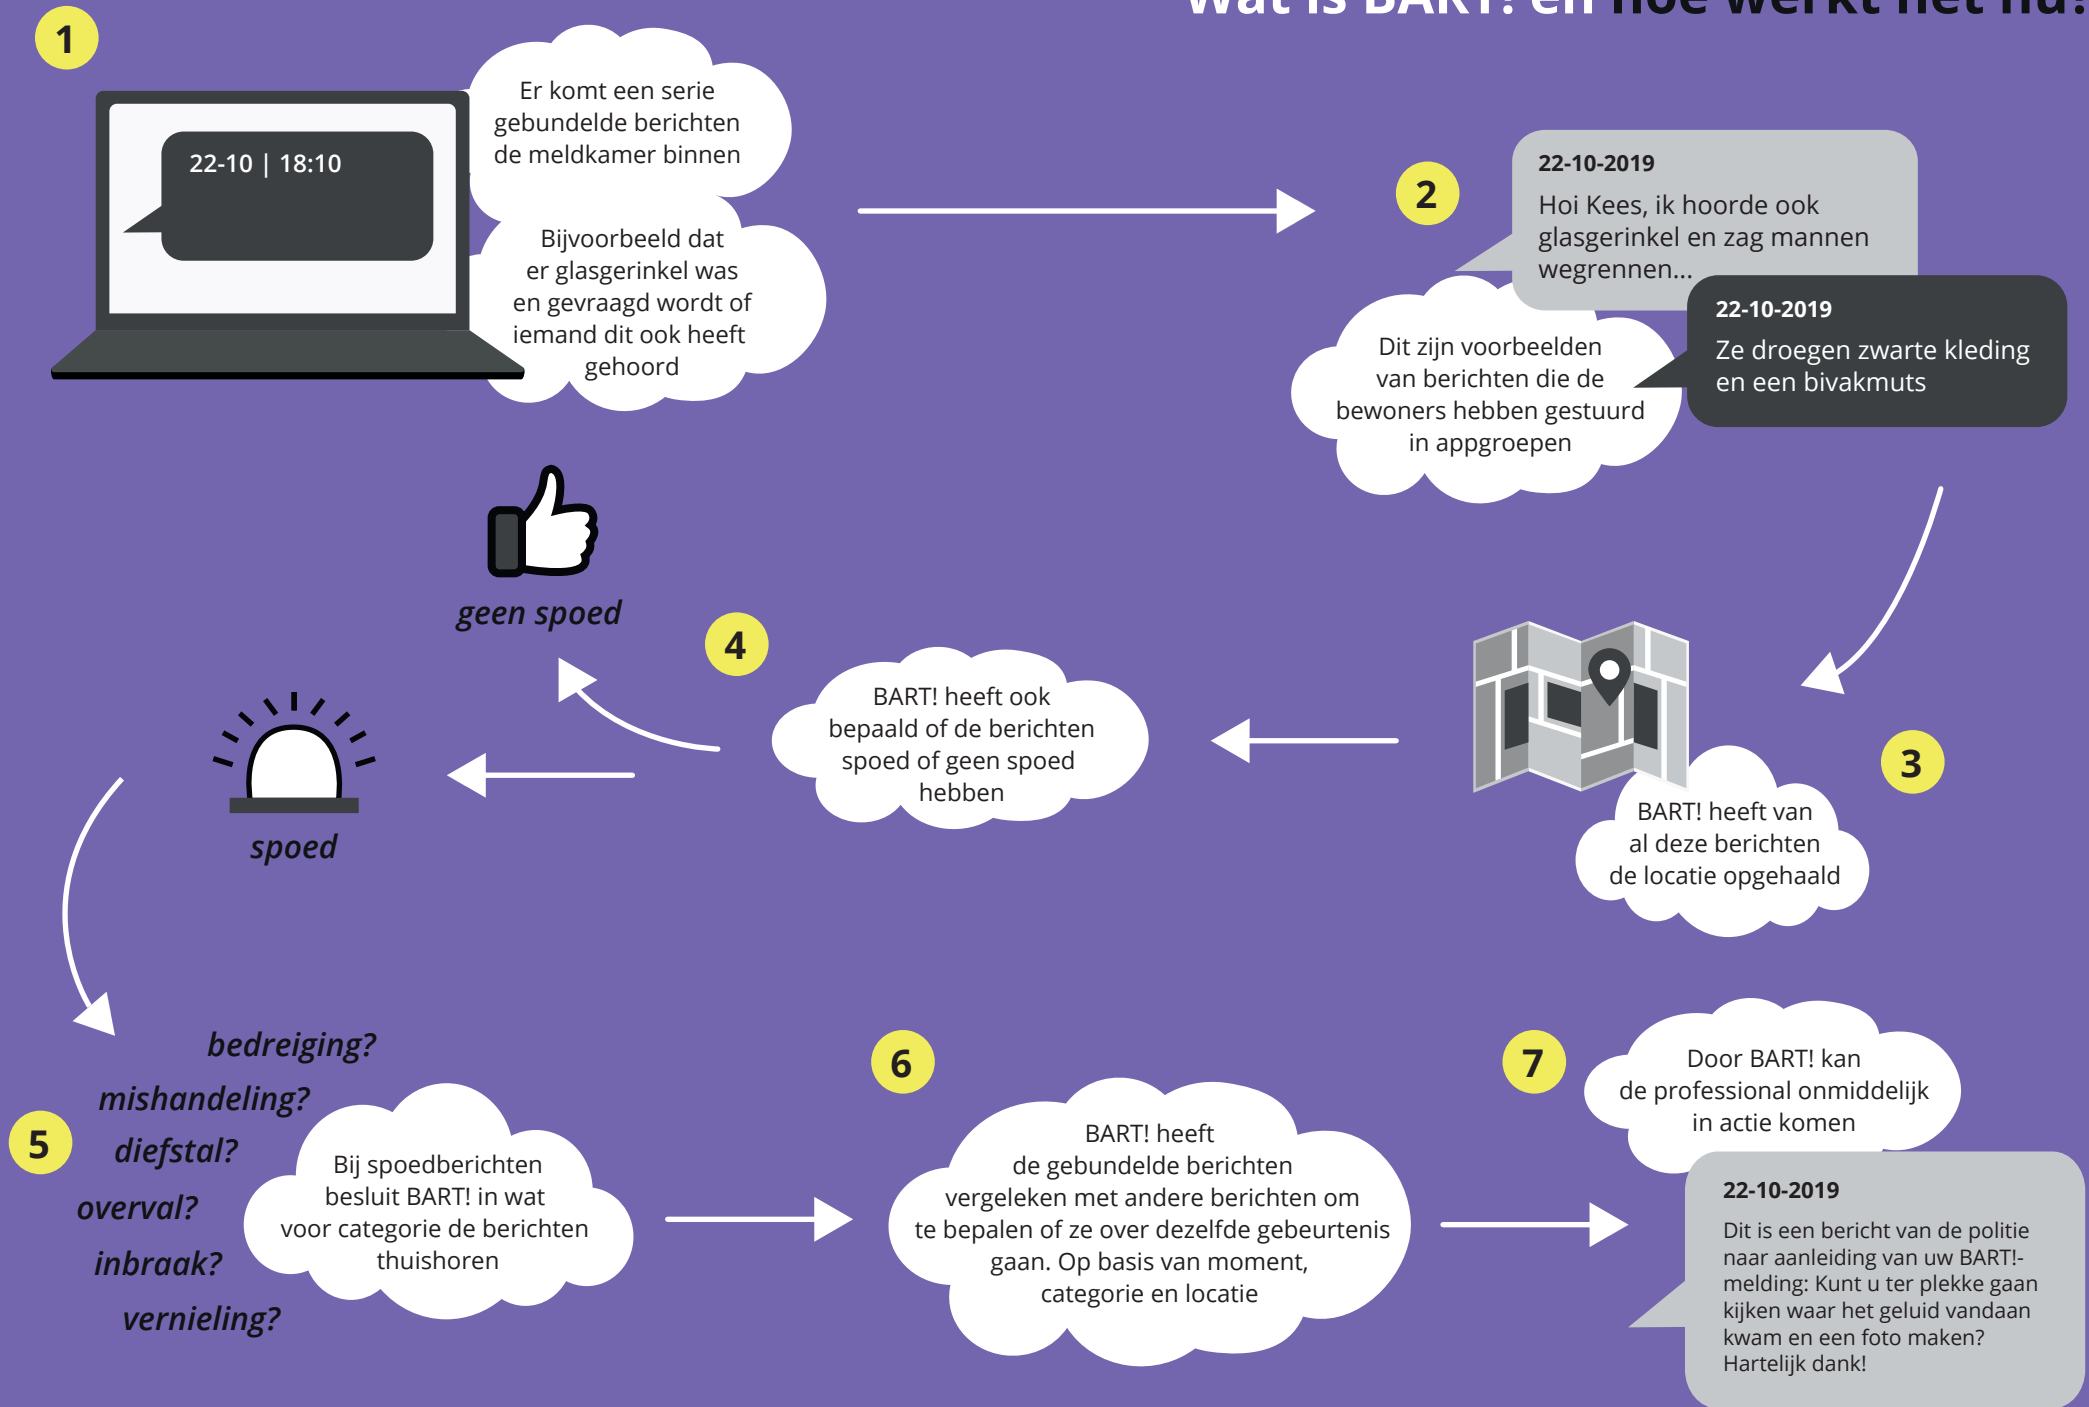 Wat is BART! en hoe werkt het nu?
1
22-10 | 18:10
Er komt een serie
gebundelde berichten
de meldkamer binnen
Bijvoorbeeld dat
er glasgerinkel was
en gevraagd wordt of
iemand dit ook heeft
gehoord
2
22-10-2019
Hoi Kees, ik hoorde ook
glasgerinkel en zag mannen
wegrennen...
22-10-2019
Ze droegen zwarte kleding
en een bivakmuts
Dit zijn voorbeelden
van berichten die de
bewoners hebben gestuurd
in appgroepen
3
BART! heeft van
al deze berichten
de locatie opgehaald
4
BART! heeft ook
bepaald of de berichten
spoed of geen spoed
hebben
geen spoed
spoed
5
bedreiging?
mishandeling?
diefstal?
overval?
inbraak?
vernieling?
Bij spoedberichten
besluit BART! in wat
voor categorie de berichten
thuishoren
6
BART! heeft
de gebundelde berichten
vergeleken met andere berichten om
te bepalen of ze over dezelfde gebeurtenis
gaan. Op basis van moment,
categorie en locatie
7
Door BART! kan
de professional onmiddelijk
in actie komen
22-10-2019
Dit is een bericht van de politie
naar aanleiding van uw BART!-
melding: Kunt u ter plekke gaan
kijken waar het geluid vandaan
kwam en een foto maken?
Hartelijk dank!